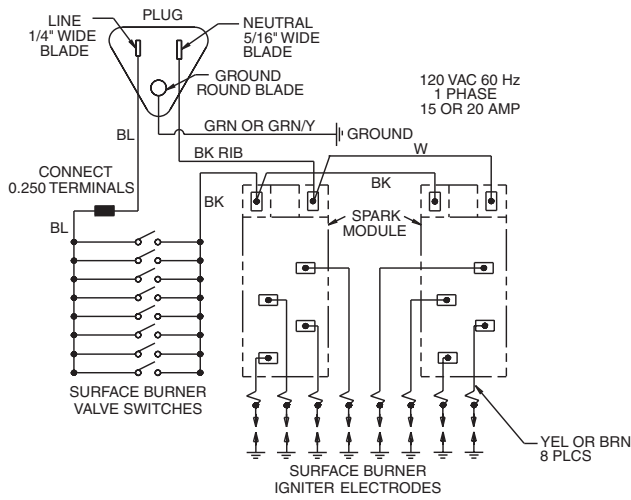 PLUG
LINE
1/4" WIDE
BLADE
NEUTRAL
5/16" WIDE
BLADE
GROUND
ROUND BLADE
120 VAC 60 Hz
1 PHASE
15 OR 20 AMP
GRN OR GRN/Y
GROUND
BL
BK RIB
W
CONNECT
0.250 TERMINALS
BK
BK
BL
SPARK
MODULE
SURFACE BURNER
VALVE SWITCHES
YEL OR BRN
8 PLCS
SURFACE BURNER
IGNITER ELECTRODES